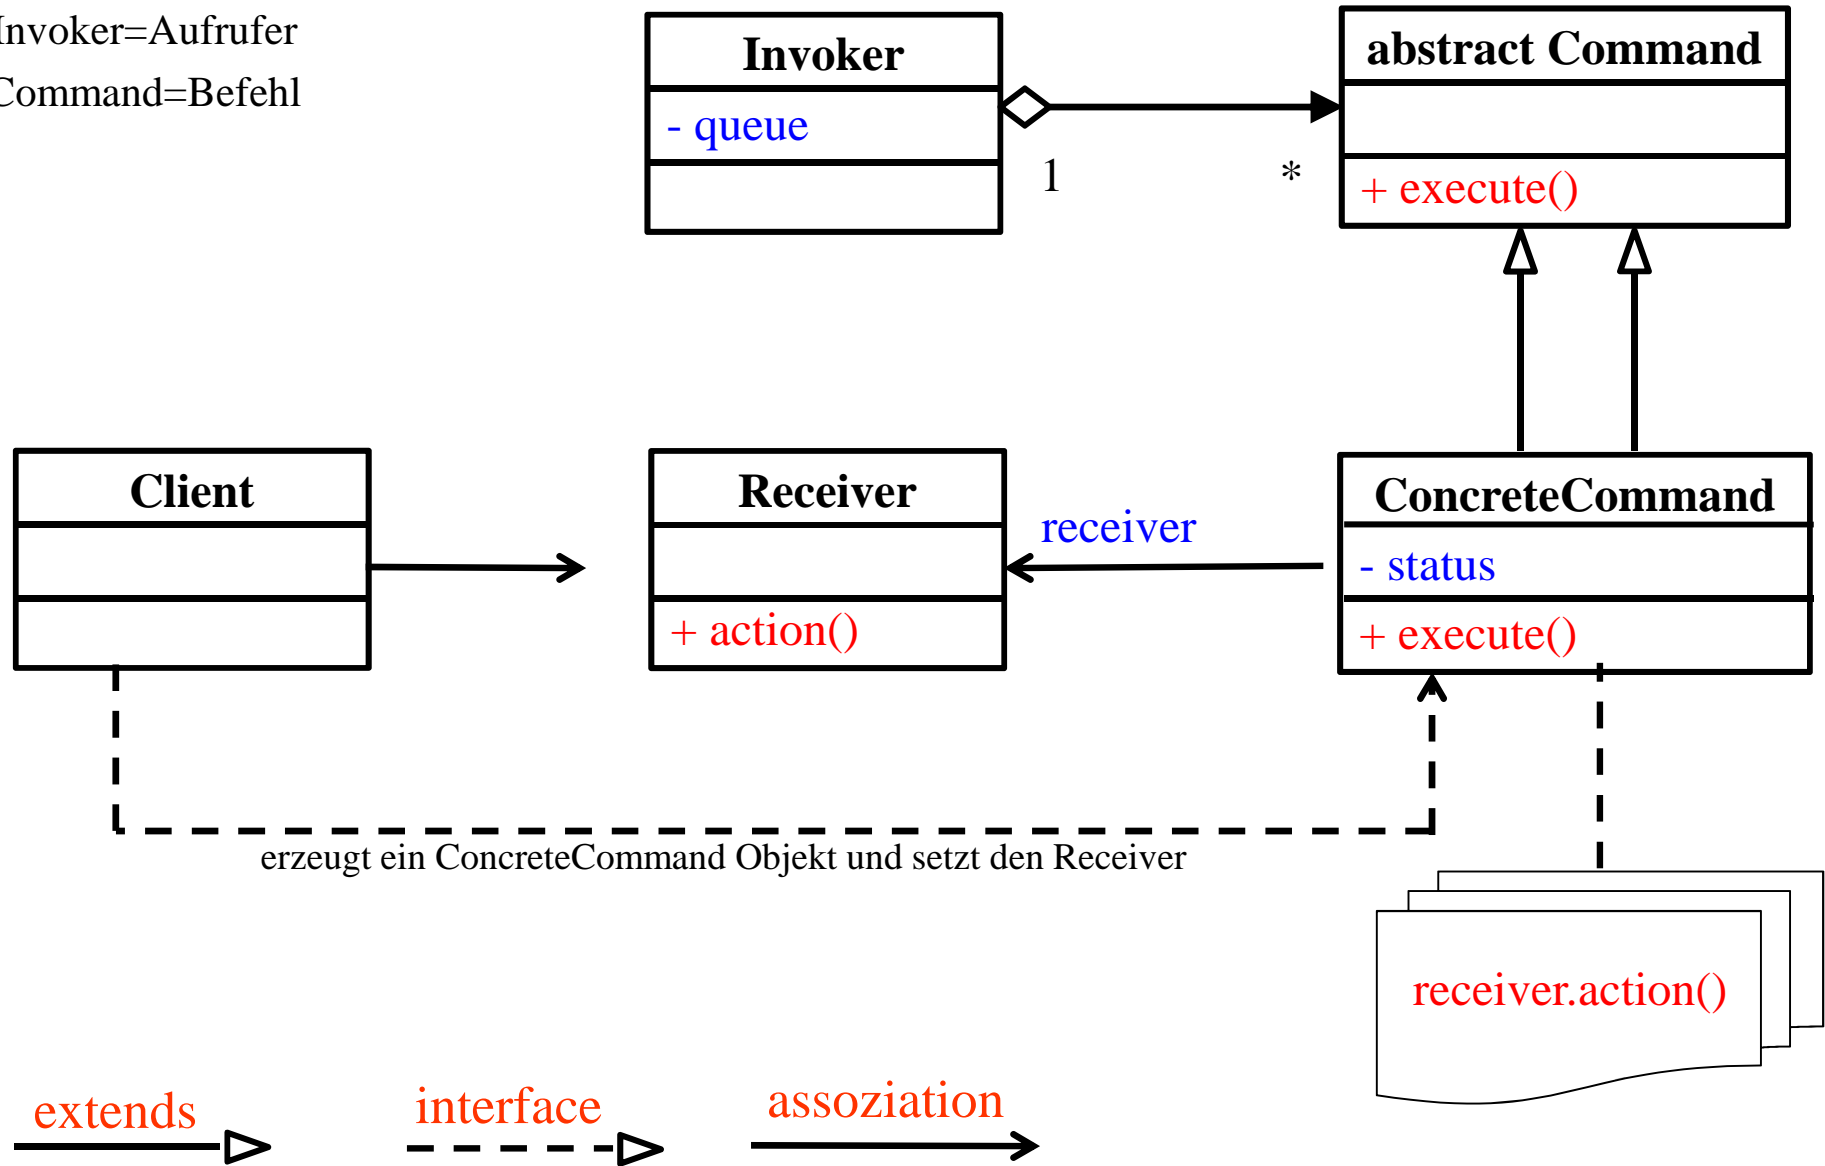 Invoker=Aufrufer
Command=Befehl
Invoker
- queue
1
*
abstract Command
+ execute()
Client
Receiver
+ action()
receiver
ConcreteCommand
- status
+ execute()
erzeugt ein ConcreteCommand Objekt und setzt den Receiver
receiver.action()
extends
interface
assoziation